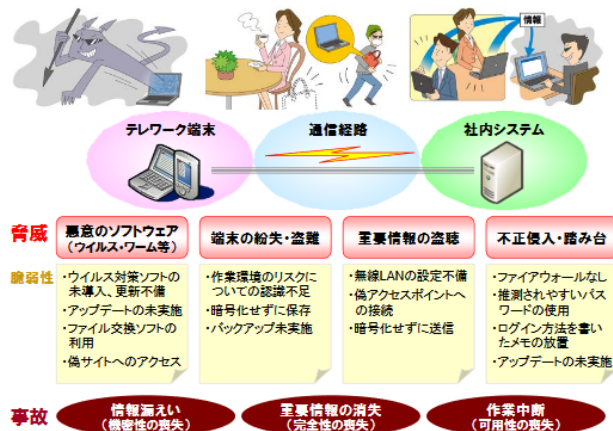 情報
テレワーク端末
通信経路
社内システム
脅威
悪意のソフトウェア
（ウイルス・ワーム等）
端末の紛失・盗難
重要情報の盗聴
不正侵入・踏み台
脆弱性
・ウイルス対策ソフトの
未導入、更新不備
・アップデートの未実施
・ファイル交換ソフトの
利用
・偽サイトへのアクセス
・作業環境のリスクに
ついての認識不足
・暗号化せずに保存
・バックアップ未実施
・無線LANの設定不備
・偽アクセスポイントへ
の接続
・暗号化せずに送信
・ファイアウォールなし
・推測されやすいパス
ワードの使用
・ログイン方法を書い
たメモの放置
・アップデートの未実施
事故
情報漏えい
（機密性の喪失）
重要情報の消失
（完全性の喪失）
作業中断
（可用性の喪失）